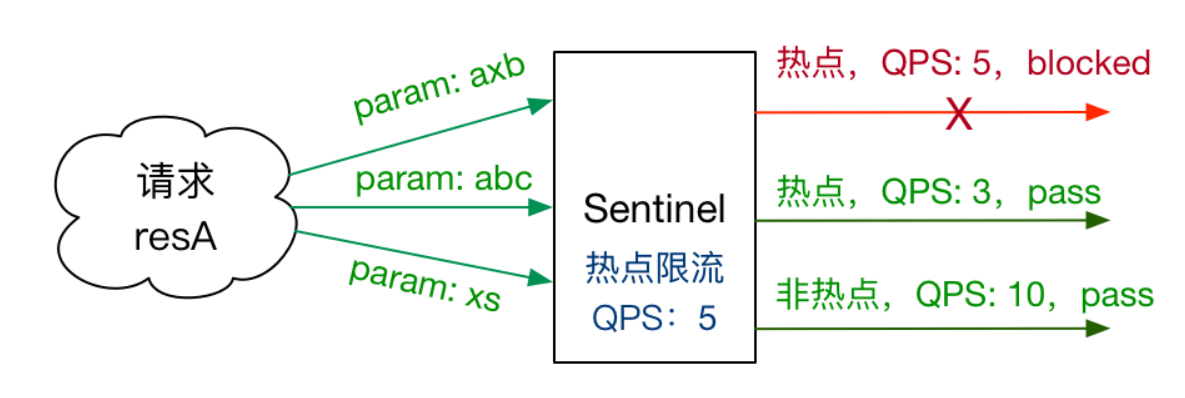 请求
resA
param: axb
param: abc
param: xs
Sentinel
热点限流
QPS：5
热点，QPS: 5，blocked
X
热点，QPS: 3，pass
非热点，QPS: 10，pass